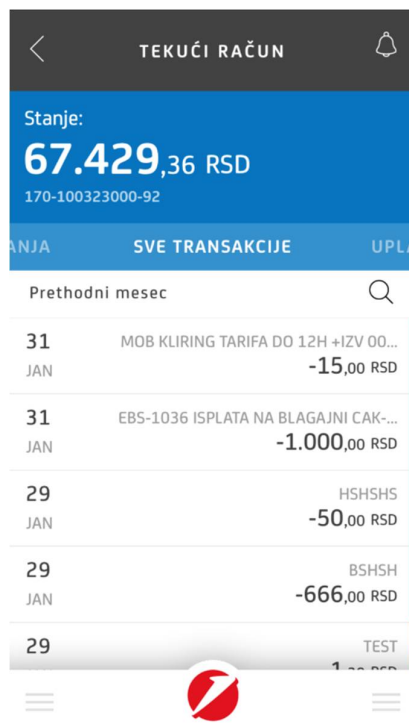 TEKUĆI RAČUN
Stanje:
67.429,36 RSD
170-100323000-92
ANJA SVE TRANSAKCIJE UPL
Prethodni mesec
31 MOB KLIRING TARIFA DO 12H +IZV 00...
JAN -15,00 RSD
31 EBS-1036 ISPLATA NA BLAGAJNI CAK-...
JAN -1.000,00 RSD
29 HSHSHS
JAN -50,00 RSD
29 BSHSH
JAN -666,00 RSD
29 TEST